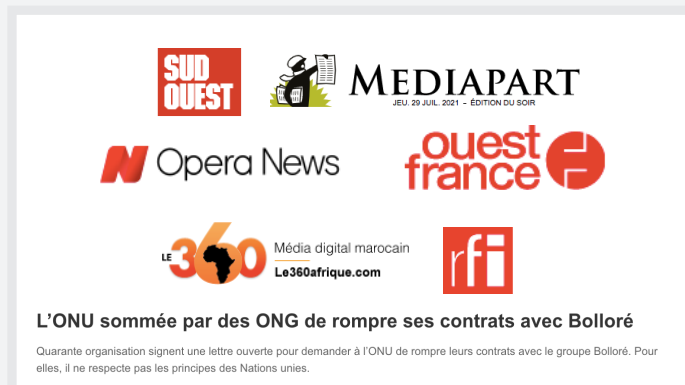 SUD
OUEST
MEDIAPART
JEU. 29 JUIL. 2021 – ÉDITION DU SOIR
Opera News
ouest
france
LE 360
Média digital marocain
Le360afrique.com
rfi
L’ONU sommée par des ONG de rompre ses contrats avec Bolloré
Quarante organisation signent une lettre ouverte pour demander à l’ONU de rompre leurs contrats avec le groupe Bolloré. Pour
elles, il ne respecte pas les principes des Nations unies.